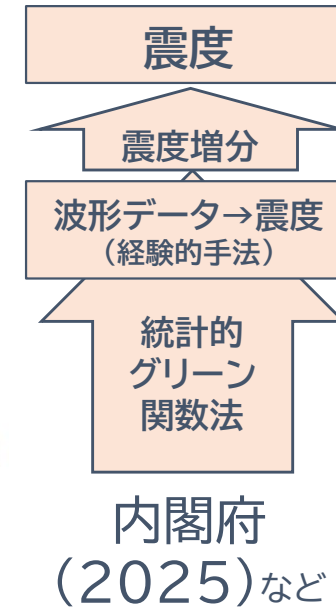 震度
震度増分
波形データ→震度
（経験的手法）
統計的
グリーン
関数法
内閣府
（2025）など